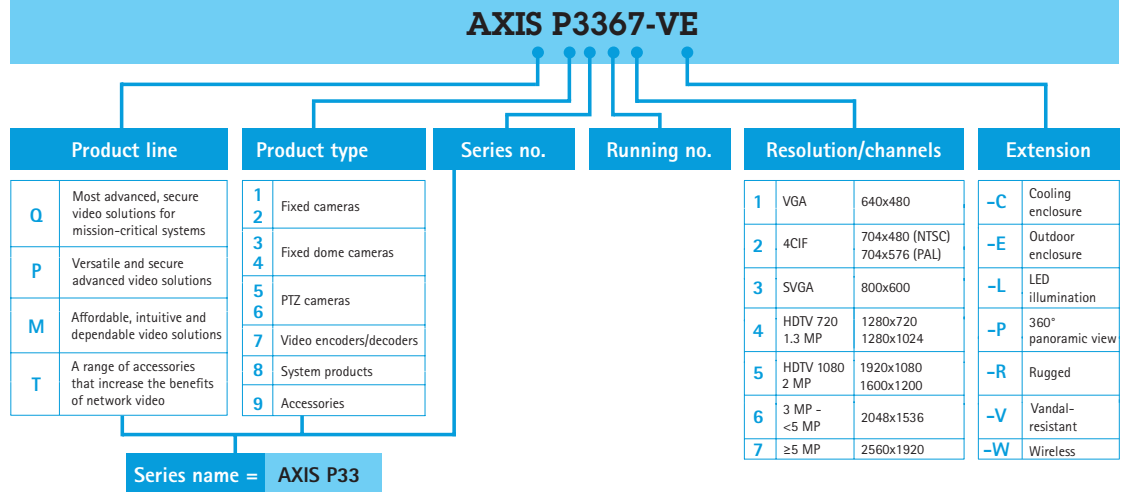 AXIS P3367-VE
Product line
Q
Most advanced, secure
video solutions for
mission-critical systems
P
Versatile and secure
advanced video solutions
M
Affordable, intuitive and
dependable video solutions
T
A range of accessories
that increase the benefits
of network video
Product type
1
2
Fixed cameras
3
4
Fixed dome cameras
5
6
PTZ cameras
7
Video encoders/decoders
8
System products
9
Accessories
Series no.
Running no.
Resolution/channels
1
VGA
640x480
2
4CIF
704x480 (NTSC)
704x576 (PAL)
3
SVGA
800x600
4
HDTV 720
1.3 MP
1280x720
1280x1024
5
HDTV 1080
2 MP
1920x1080
1600x1200
6
3 MP -
<5 MP
2048x1536
7
≥5 MP
2560x1920
Extension
-C
Cooling
enclosure
-E
Outdoor
enclosure
-L
LED
illumination
-P
360°
panoramic view
-R
Rugged
-V
Vandal-
resistant
-W
Wireless
Series name = AXIS P33